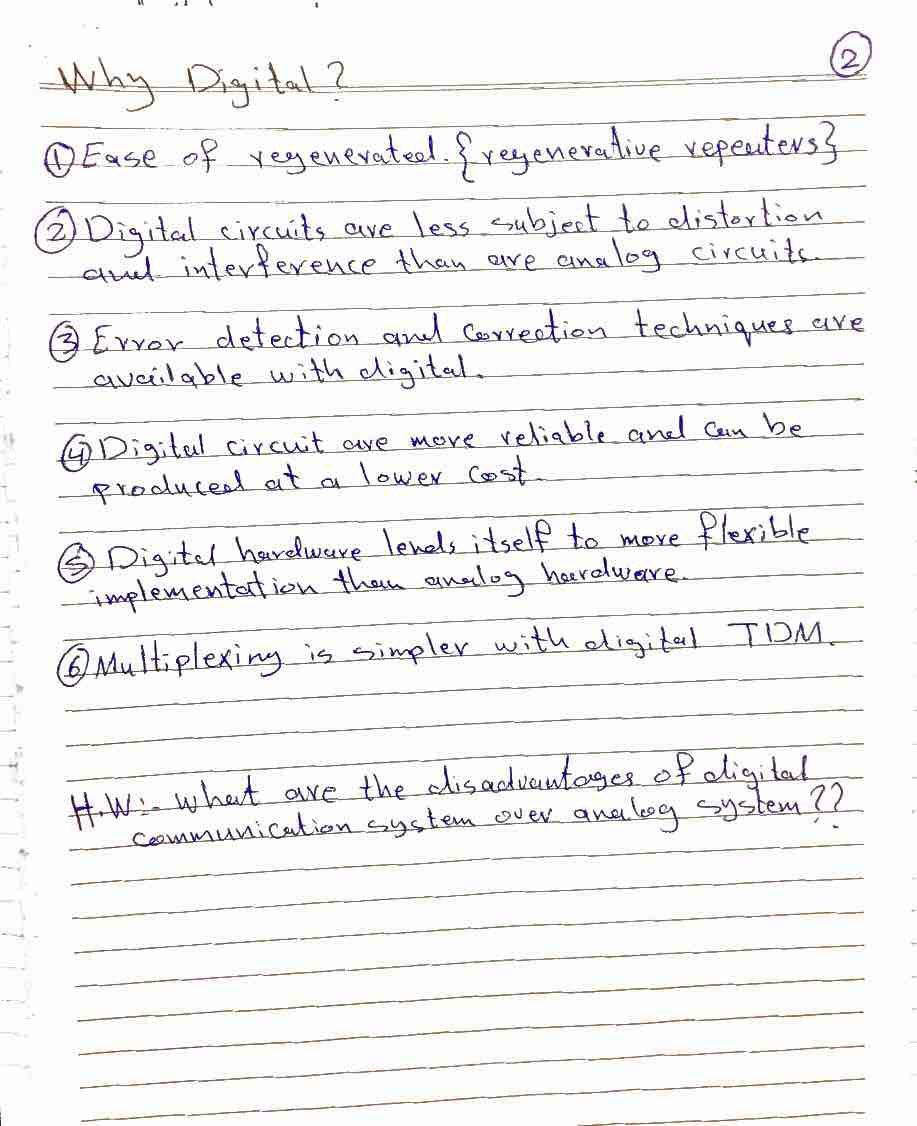 Why Digital?
②
① Ease of regenerated. {regenerative repeaters}
② Digital circuits are less subject to distortion
and interference than are analog circuits.
③ Error detection and correction techniques are
available with digital.
④ Digital circuit are more reliable and can be
produced at a lower cost.
⑤ Digital hardware lends itself to more flexible
implementation than analog hardware.
⑥ Multiplexing is simpler with digital TDM.
H.W:- what are the disadvantages of digital
communication system over analog system??